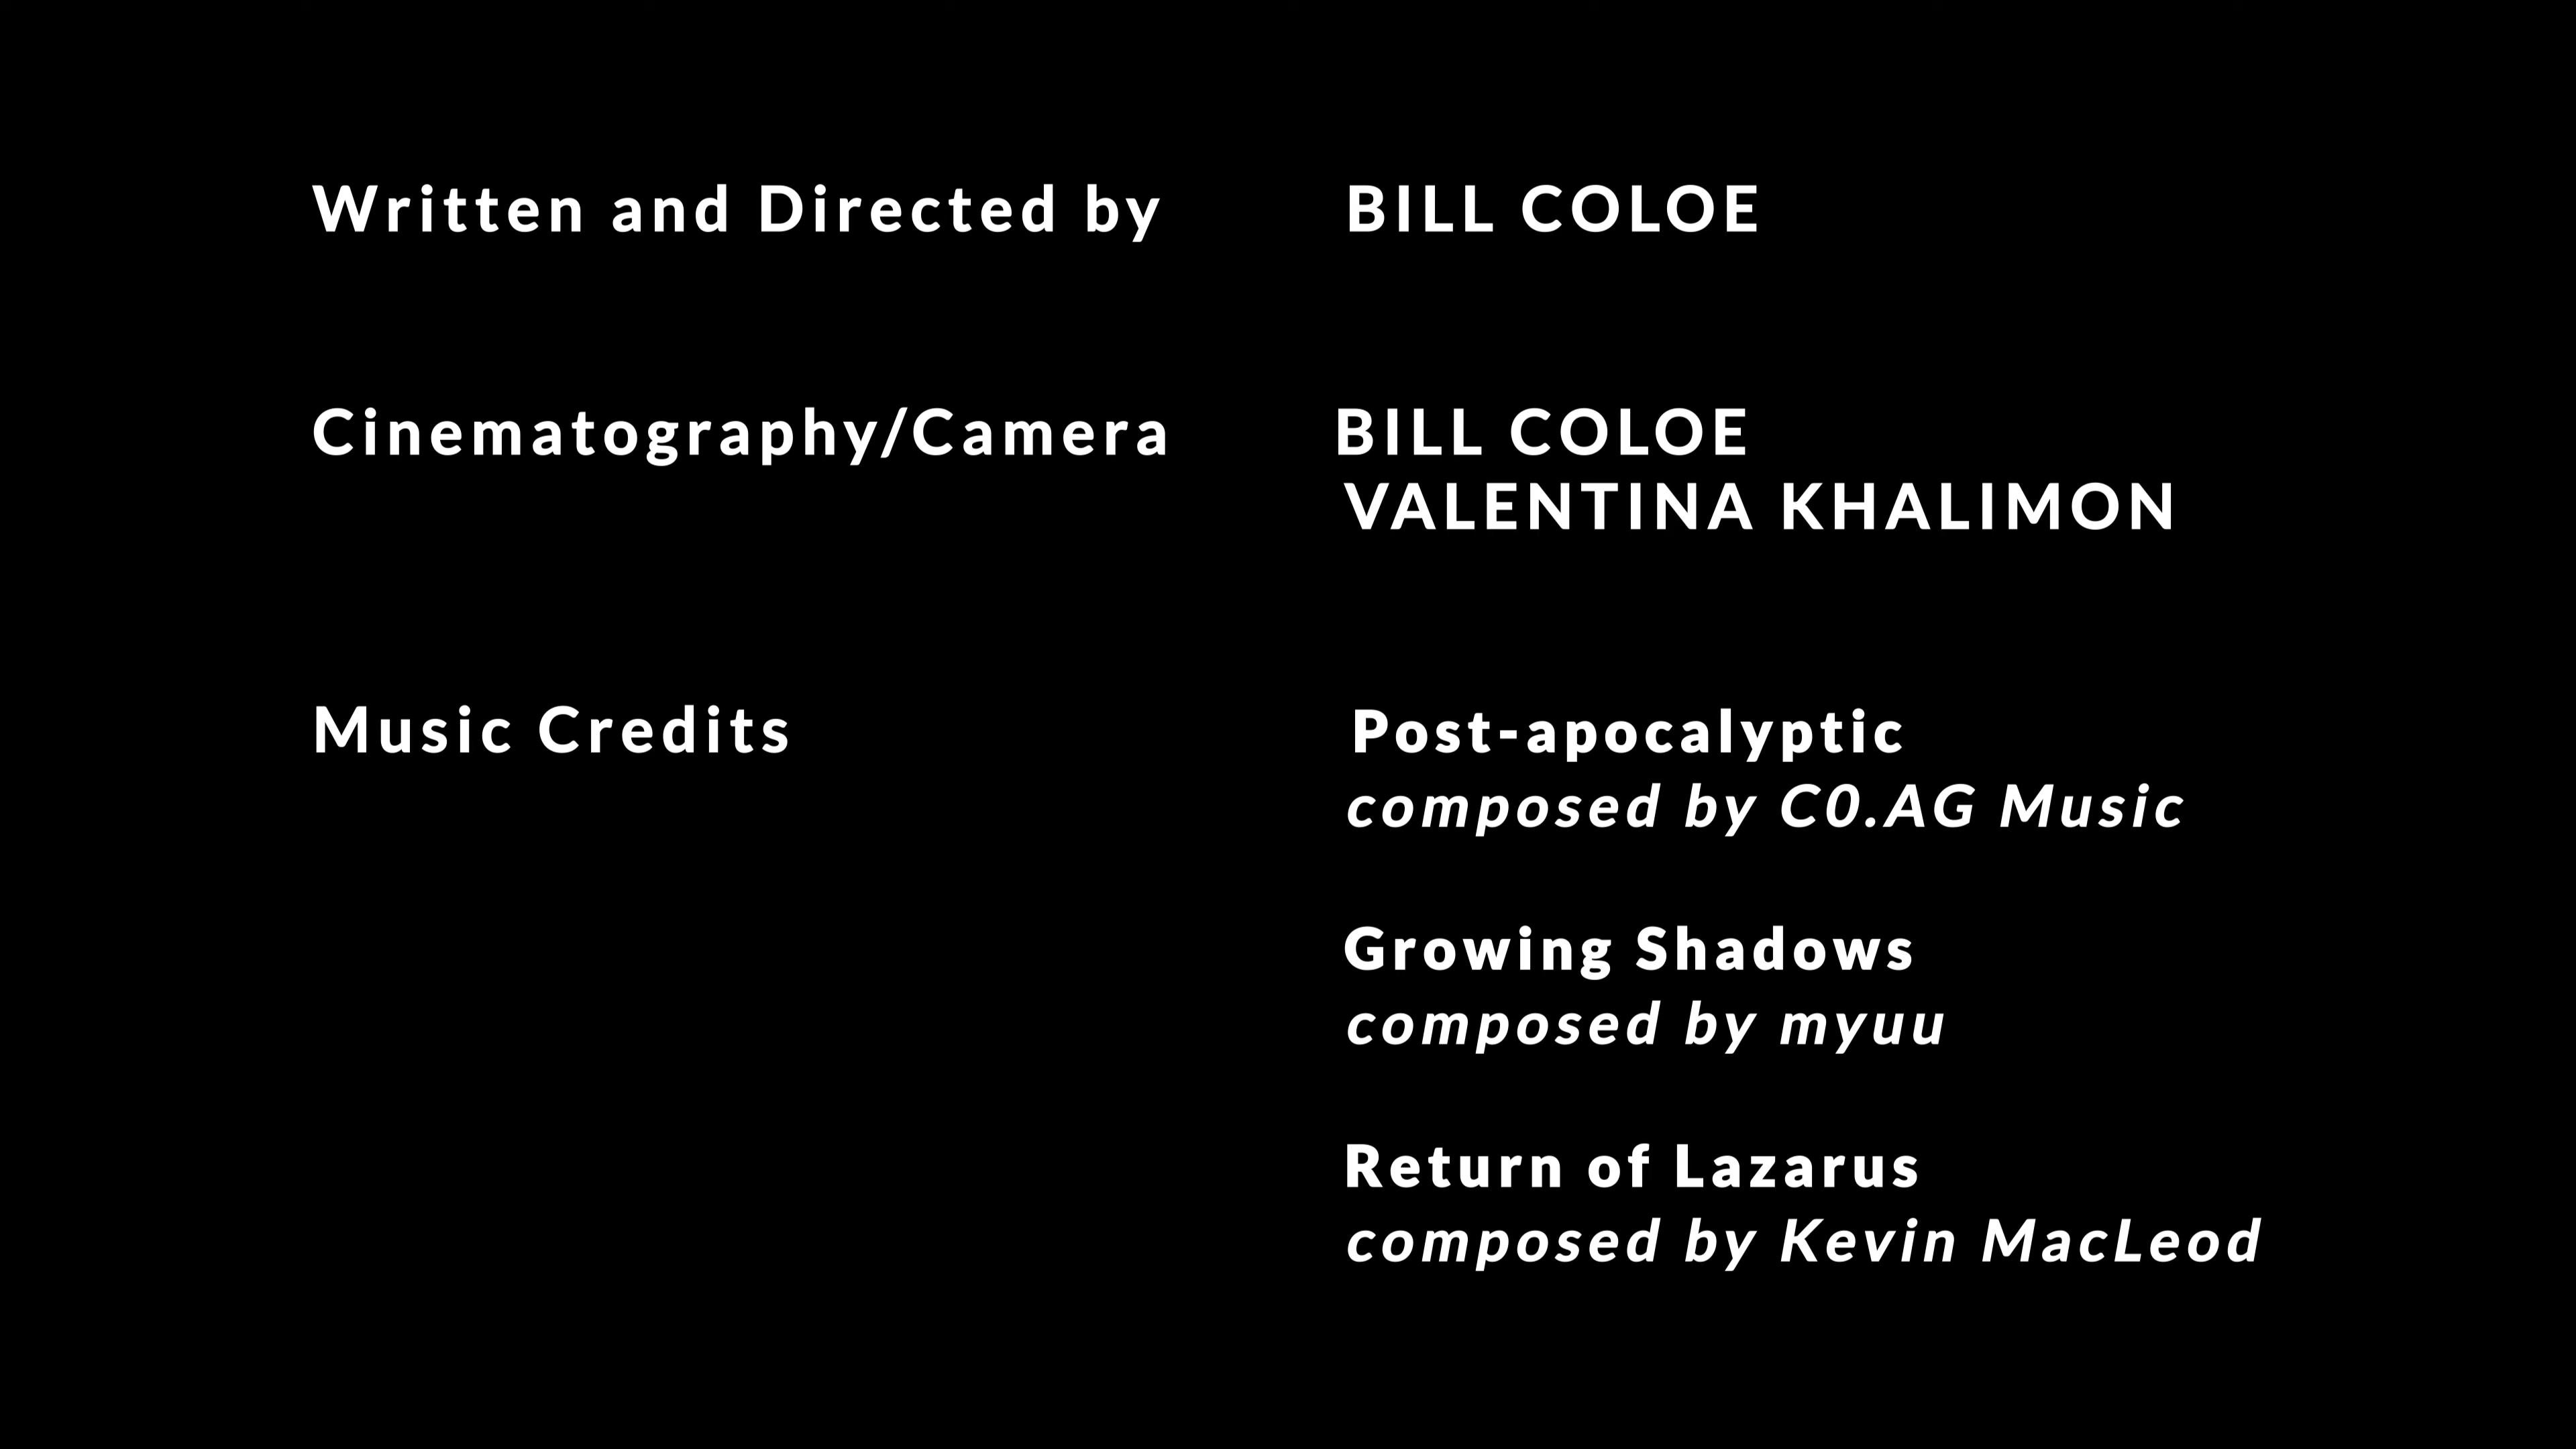 Written and Directed by BILL COLOE
Cinematography/Camera BILL COLOE
VALENTINA KHALIMON
Music Credits Post-apocalyptic
composed by C0.AG Music
Growing Shadows
composed by myuu
Return of Lazarus
composed by Kevin MacLeod